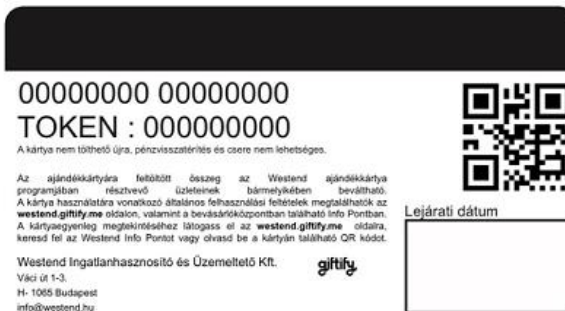 00000000 00000000
TOKEN : 000000000
A kártya nem tölthető újra, pénzvisszatérítés és csere nem lehetséges.
Az ajándékkártyára feltöltött összeg az Westend ajándékkártya
programjában résztvevő üzleteinek bármelyikében beváltható.
A kártya használatára vonatkozó általános felhasználási feltételek megtalálhatók az
westend.giftify.me oldalon, valamint a bevásárlóközpontban található Info Pontban.
A kártyaegyenleg megtekintéséhez látogass el az westend.giftify.me oldalra,
keresd fel az Westend Info Pontot vagy olvasd be a kártyán található QR kódot.
Westend Ingatlanhasznosító és Üzemeltető Kft.
Váci út 1-3.
H- 1065 Budapest
info@westend.hu
giftify
Lejárati dátum